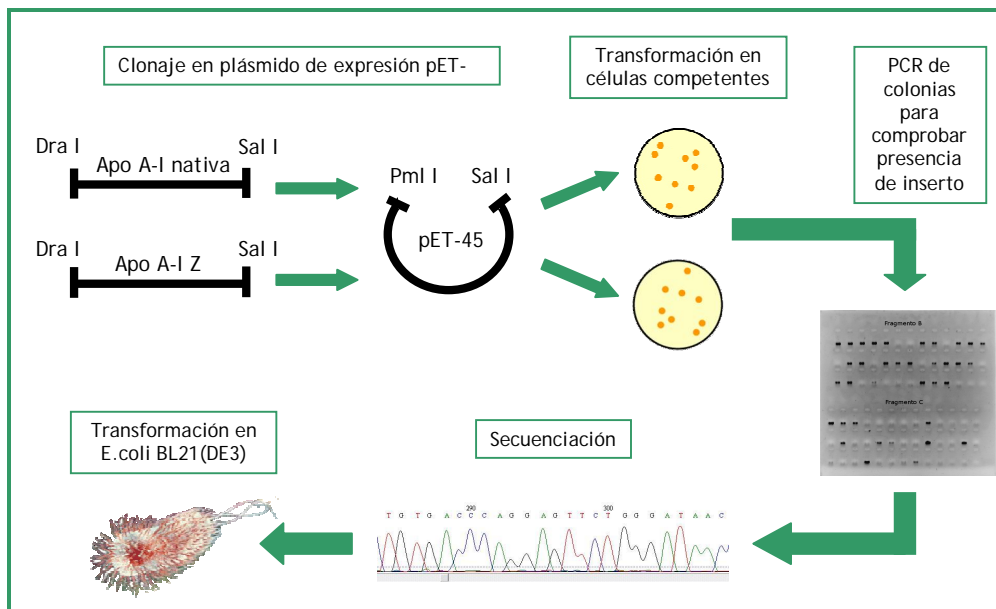 Clonaje en plásmido de expresión pET-
Transformación en
células competentes
PCR de
colonias
para
comprobar
presencia
de inserto
Dra I
Apo A-I nativa
Sal I
Dra I
Apo A-I Z
Sal I
Pml I
Sal I
pET-45
Fragmento B
Fragmento C
Transformación en
E.coli BL21(DE3)
Secuenciación
290
300
T G T G A C C C A G G A G T T C T G G G A T A A C